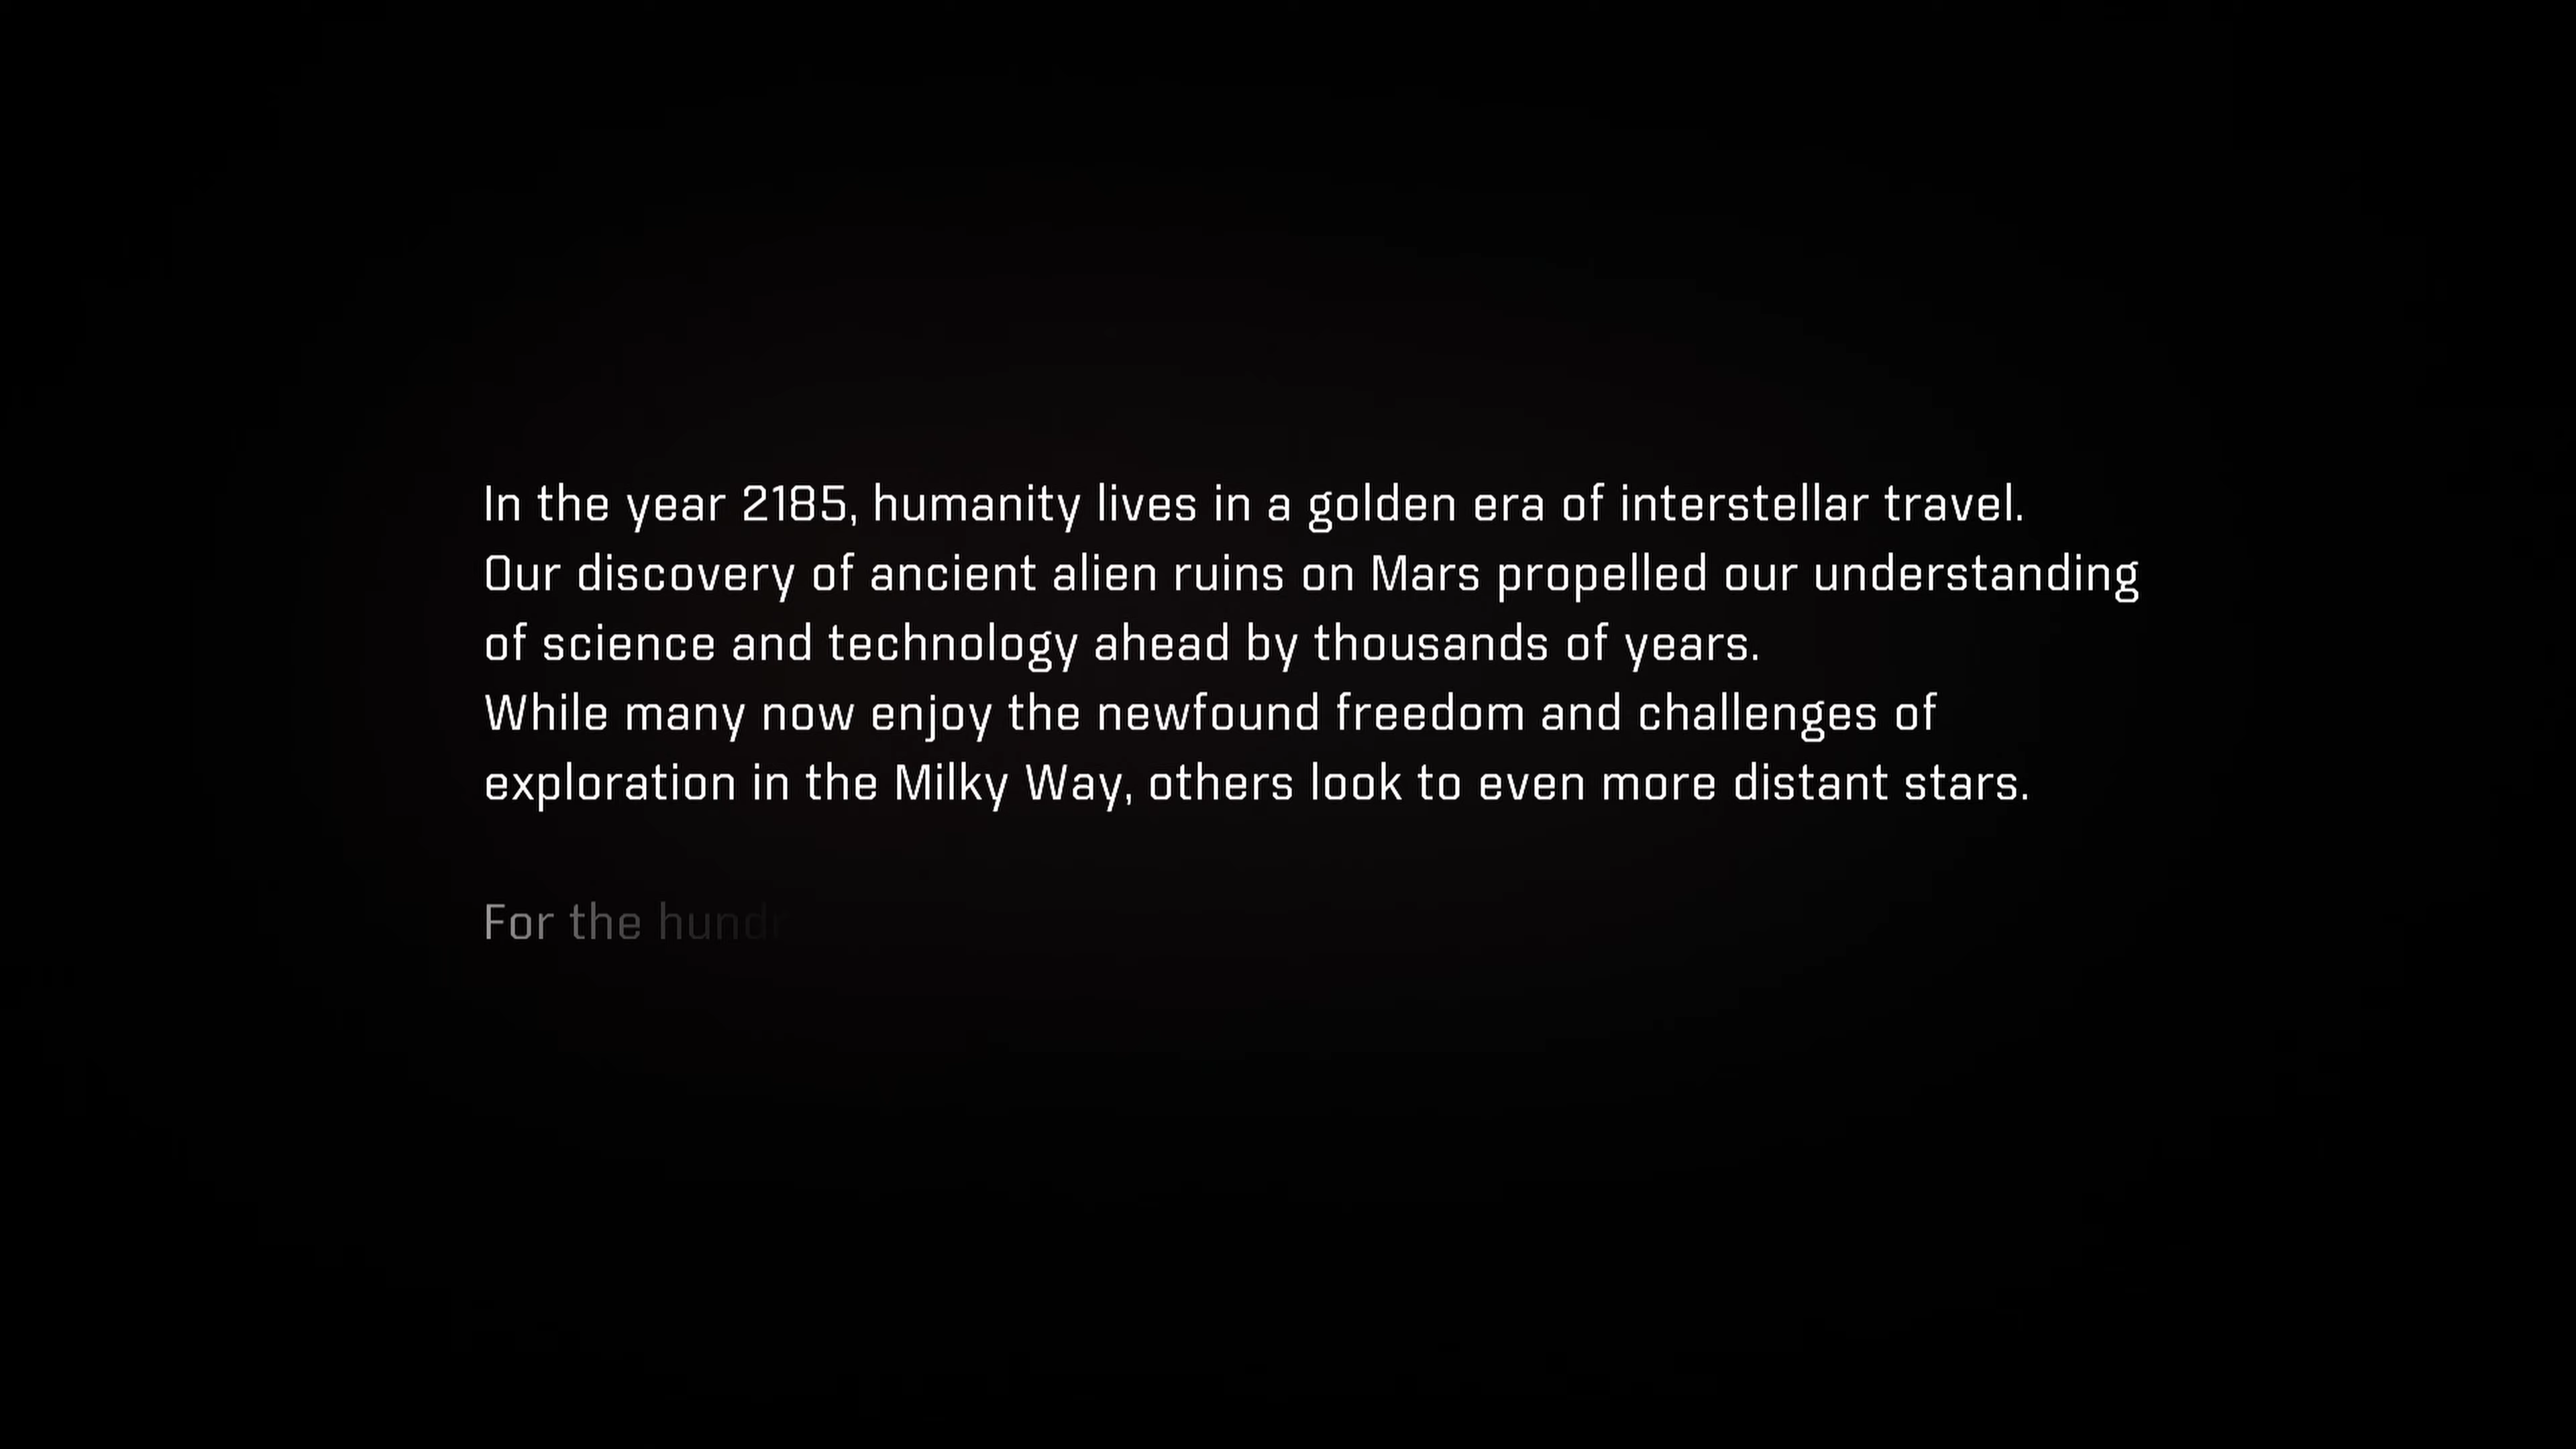 In the year 2185, humanity lives in a golden era of interstellar travel.
Our discovery of ancient alien ruins on Mars propelled our understanding
of science and technology ahead by thousands of years.
While many now enjoy the newfound freedom and challenges of
exploration in the Milky Way, others look to even more distant stars.
For the hundr